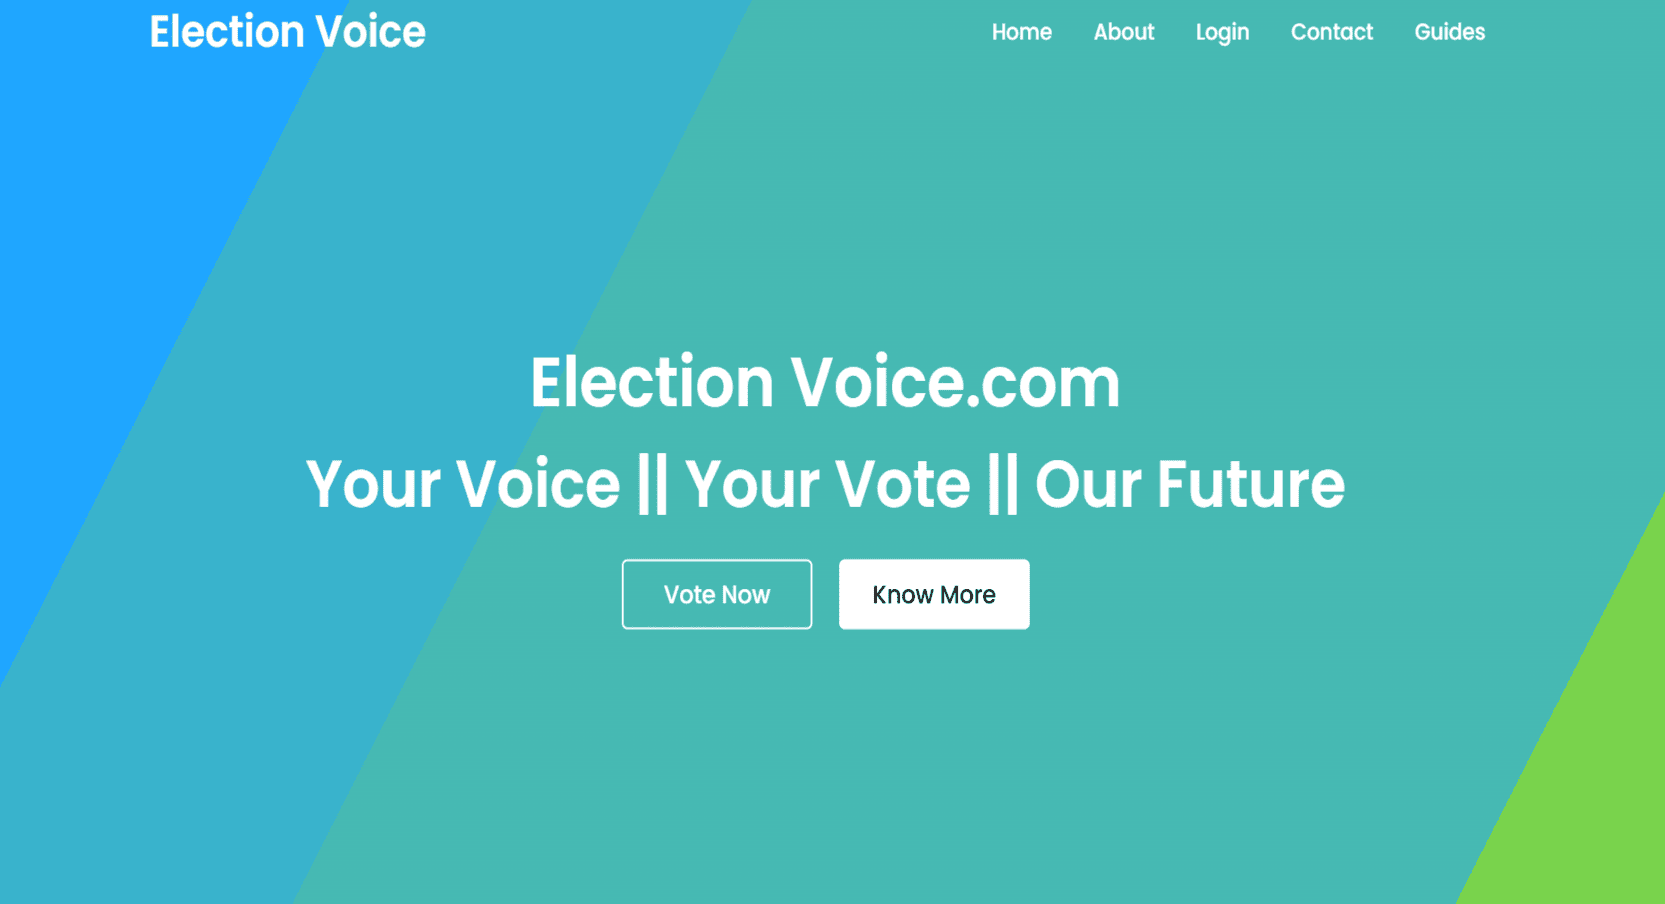 Election Voice
Home About Login Contact Guides
Election Voice.com
Your Voice || Your Vote || Our Future
Vote Now
Know More